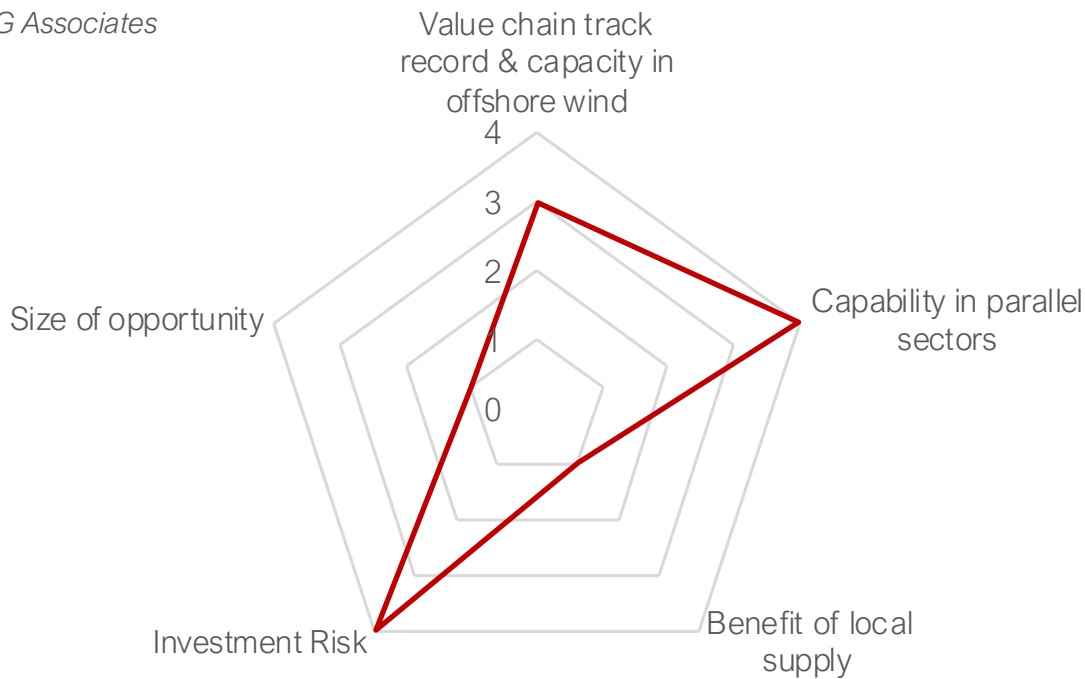 G Associates
Value chain track
record & capacity in
offshore wind
4
3
2
1
0
Capability in parallel
sectors
Size of opportunity
Benefit of local
supply
Investment Risk